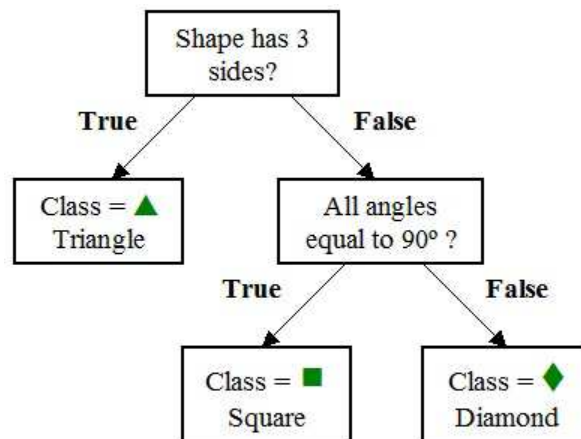 Shape has 3
sides?
True
False
Class =
Triangle
All angles
equal to 90º ?
True
False
Class =
Square
Class =
Diamond